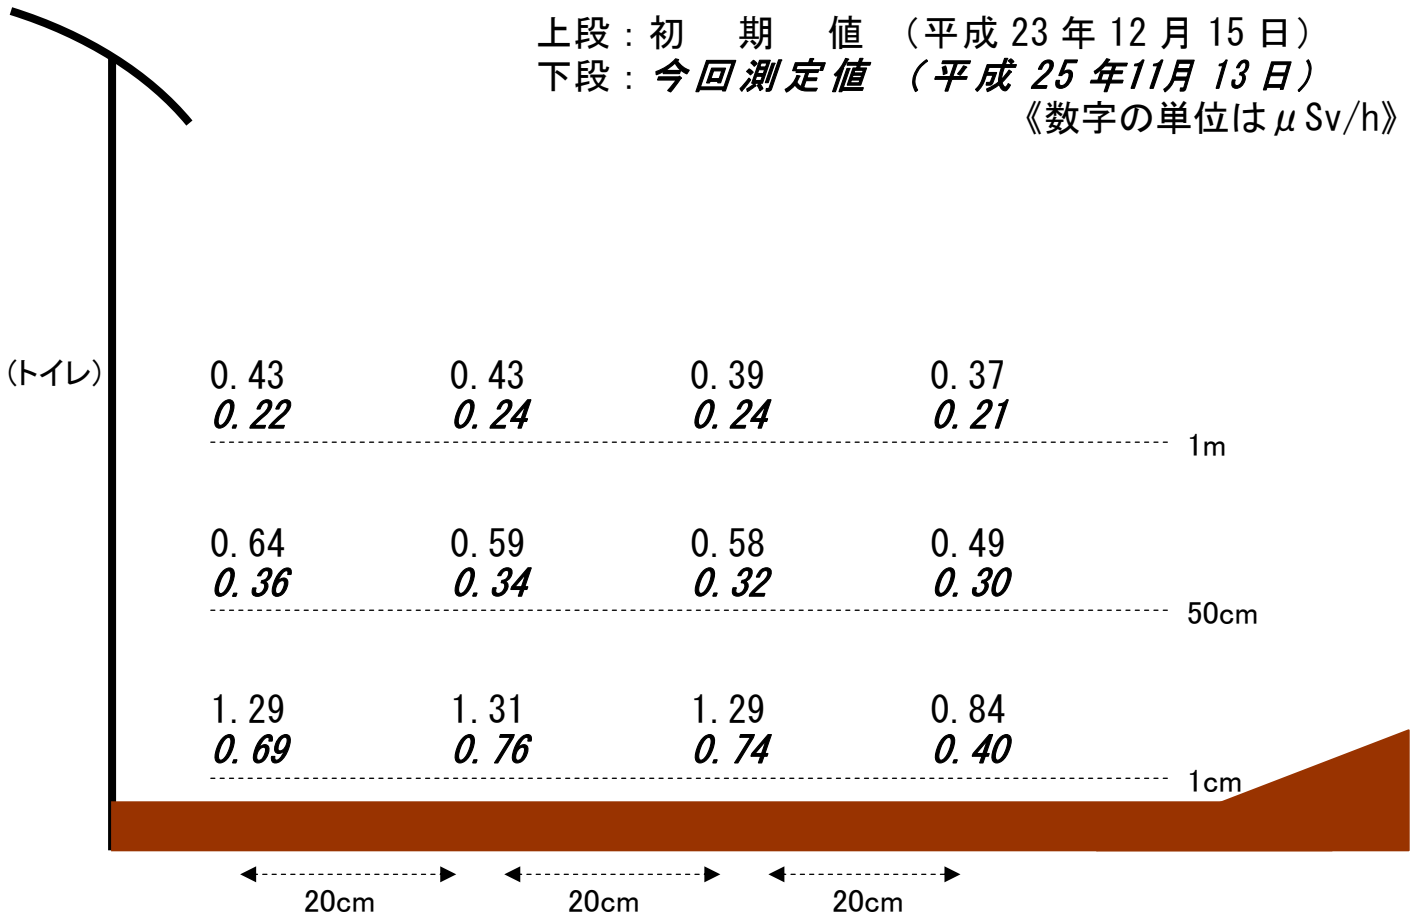 上段：初　期　値　（平成 23 年 12 月 15 日）
下段：今回測定値　（平成 25 年11月 13 日）
《数字の単位はμSv/h》
（トイレ） 0.43 0.43 0.39 0.37
0.22 0.24 0.24 0.21
1m
0.64 0.59 0.58 0.49
0.36 0.34 0.32 0.30
50cm
1.29 1.31 1.29 0.84
0.69 0.76 0.74 0.40
1cm
20cm 20cm 20cm